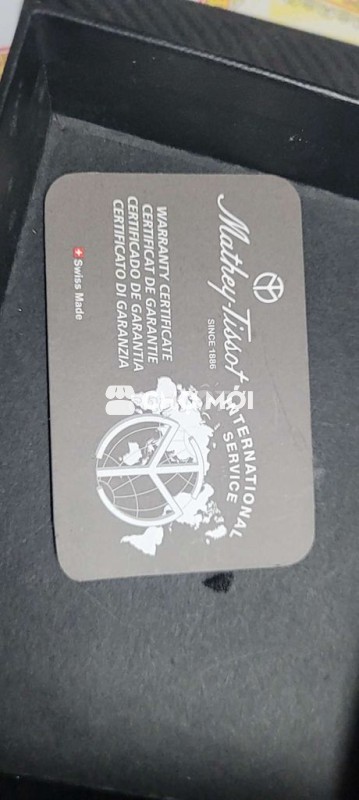 Mathey-Tissot
SINCE 1886
WARRANTY CERTIFICATE
CERTIFICAT DE GARANTIE
CERTIFICADO DE GARANTIA
CERTIFICATO DI GARANZIA
Swiss Made
INTERNATIONAL
SERVICE
CHỢ TỐT